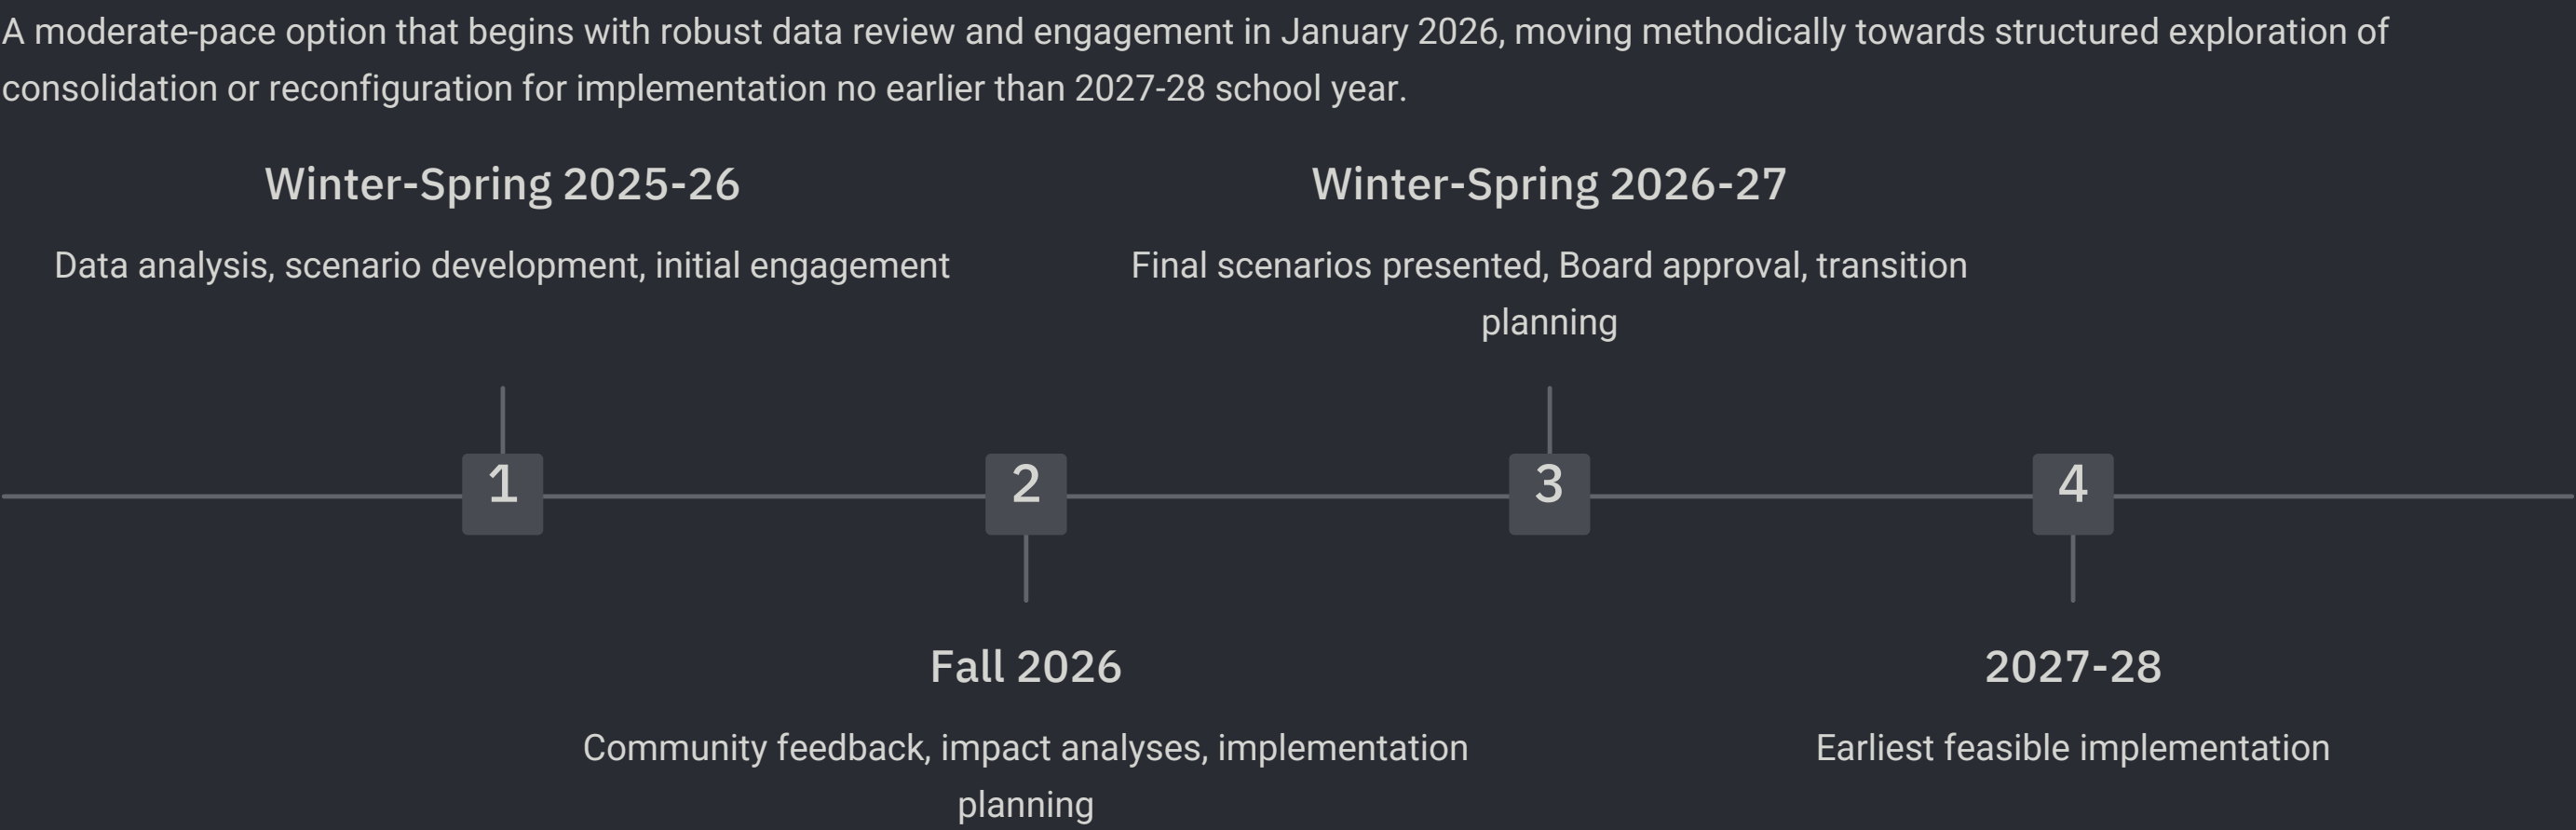 A moderate-pace option that begins with robust data review and engagement in January 2026, moving methodically towards structured exploration of
consolidation or reconfiguration for implementation no earlier than 2027-28 school year.
Winter-Spring 2025-26
Data analysis, scenario development, initial engagement
Winter-Spring 2026-27
Final scenarios presented, Board approval, transition
planning
1
2
3
4
Fall 2026
Community feedback, impact analyses, implementation
planning
2027-28
Earliest feasible implementation